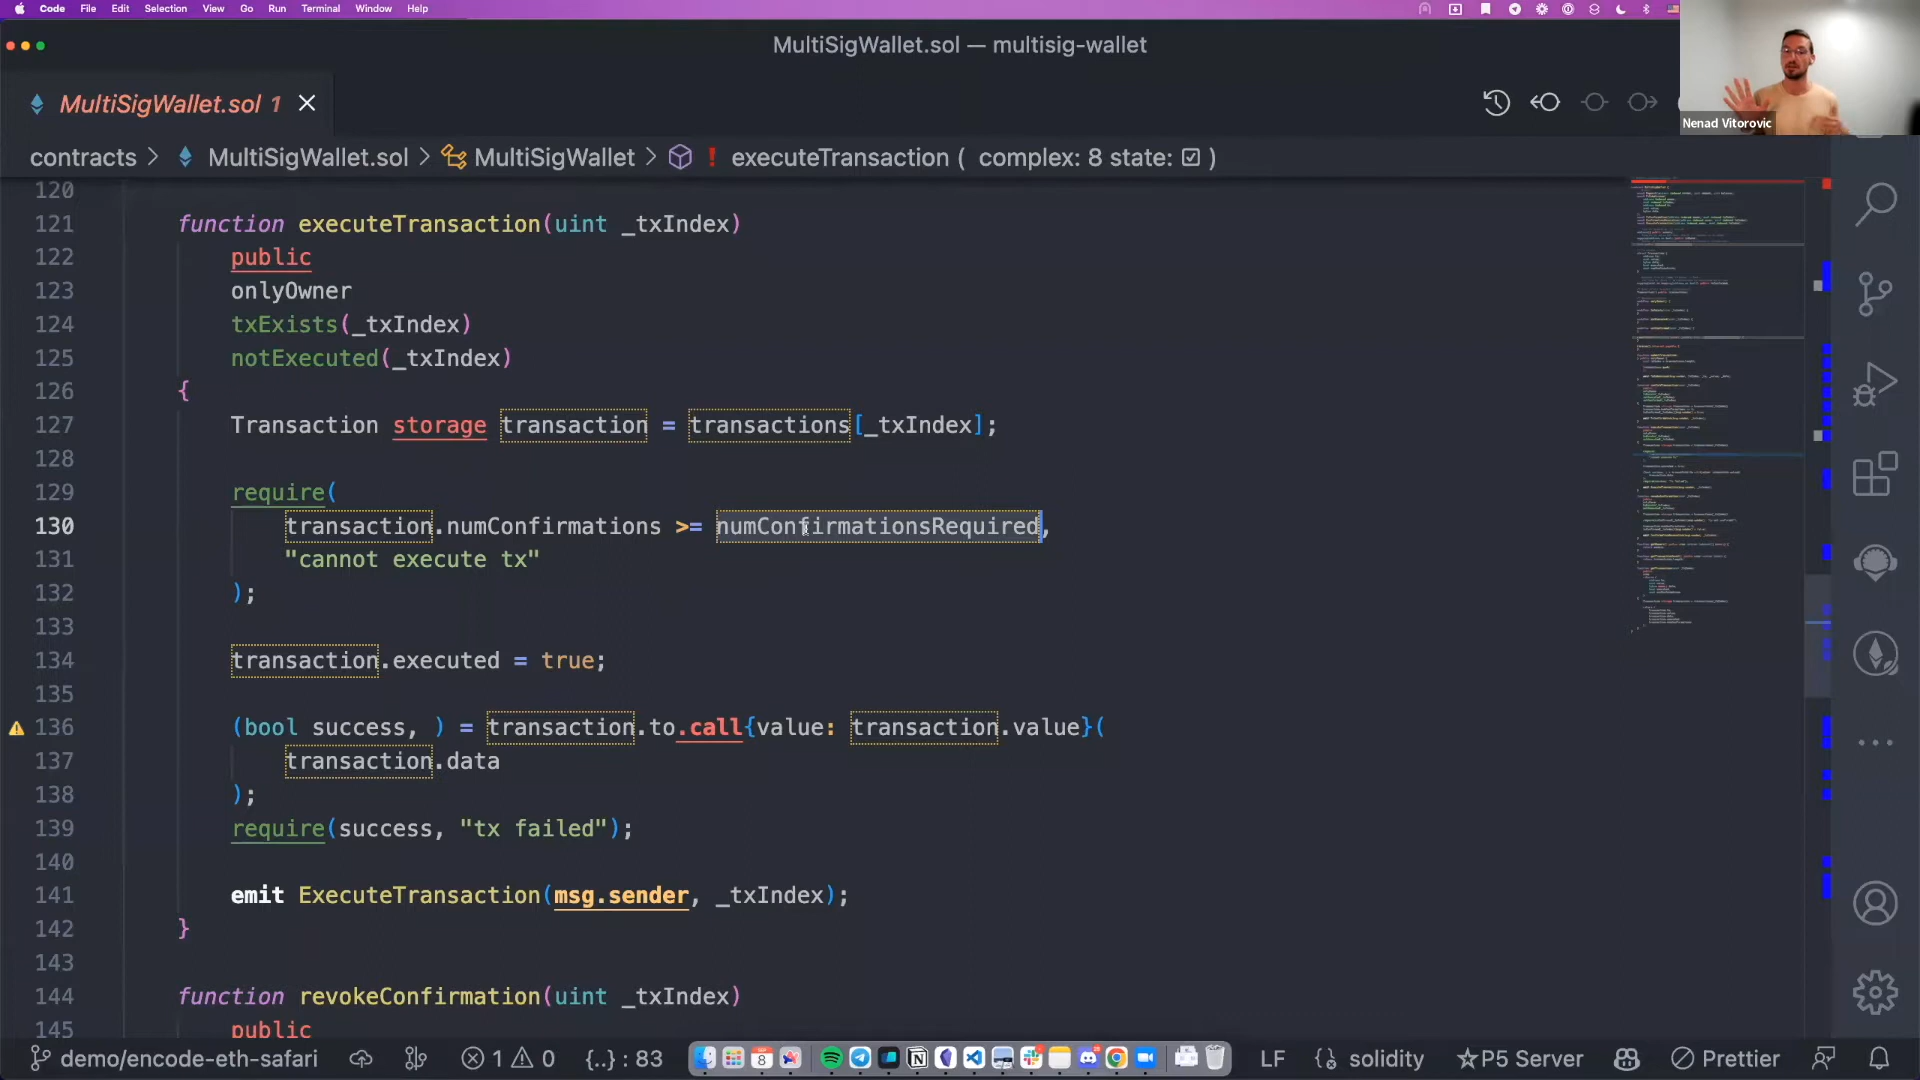 Code File Edit Selection View Go Run Terminal Window Help
MultiSigWallet.sol — multisig-wallet
MultiSigWallet.sol 1
Nenad Vitorovic
contracts > MultiSigWallet.sol > MultiSigWallet > ! executeTransaction ( complex: 8 state: ☑ )
120
121 function executeTransaction(uint _txIndex)
122 public
123 onlyOwner
124 txExists(_txIndex)
125 notExecuted(_txIndex)
126 {
127 Transaction storage transaction = transactions[_txIndex];
128
129 require(
130 transaction.numConfirmations >= numConfirmationsRequired,
131 "cannot execute tx"
132 );
133
134 transaction.executed = true;
135
136 (bool success, ) = transaction.to.call{value: transaction.value}(
137 transaction.data
138 );
139 require(success, "tx failed");
140
141 emit ExecuteTransaction(msg.sender, _txIndex);
142 }
143
144 function revokeConfirmation(uint _txIndex)
145 public
demo/encode-eth-safari 1 0 {..} : 83 LF solidity P5 Server Prettier